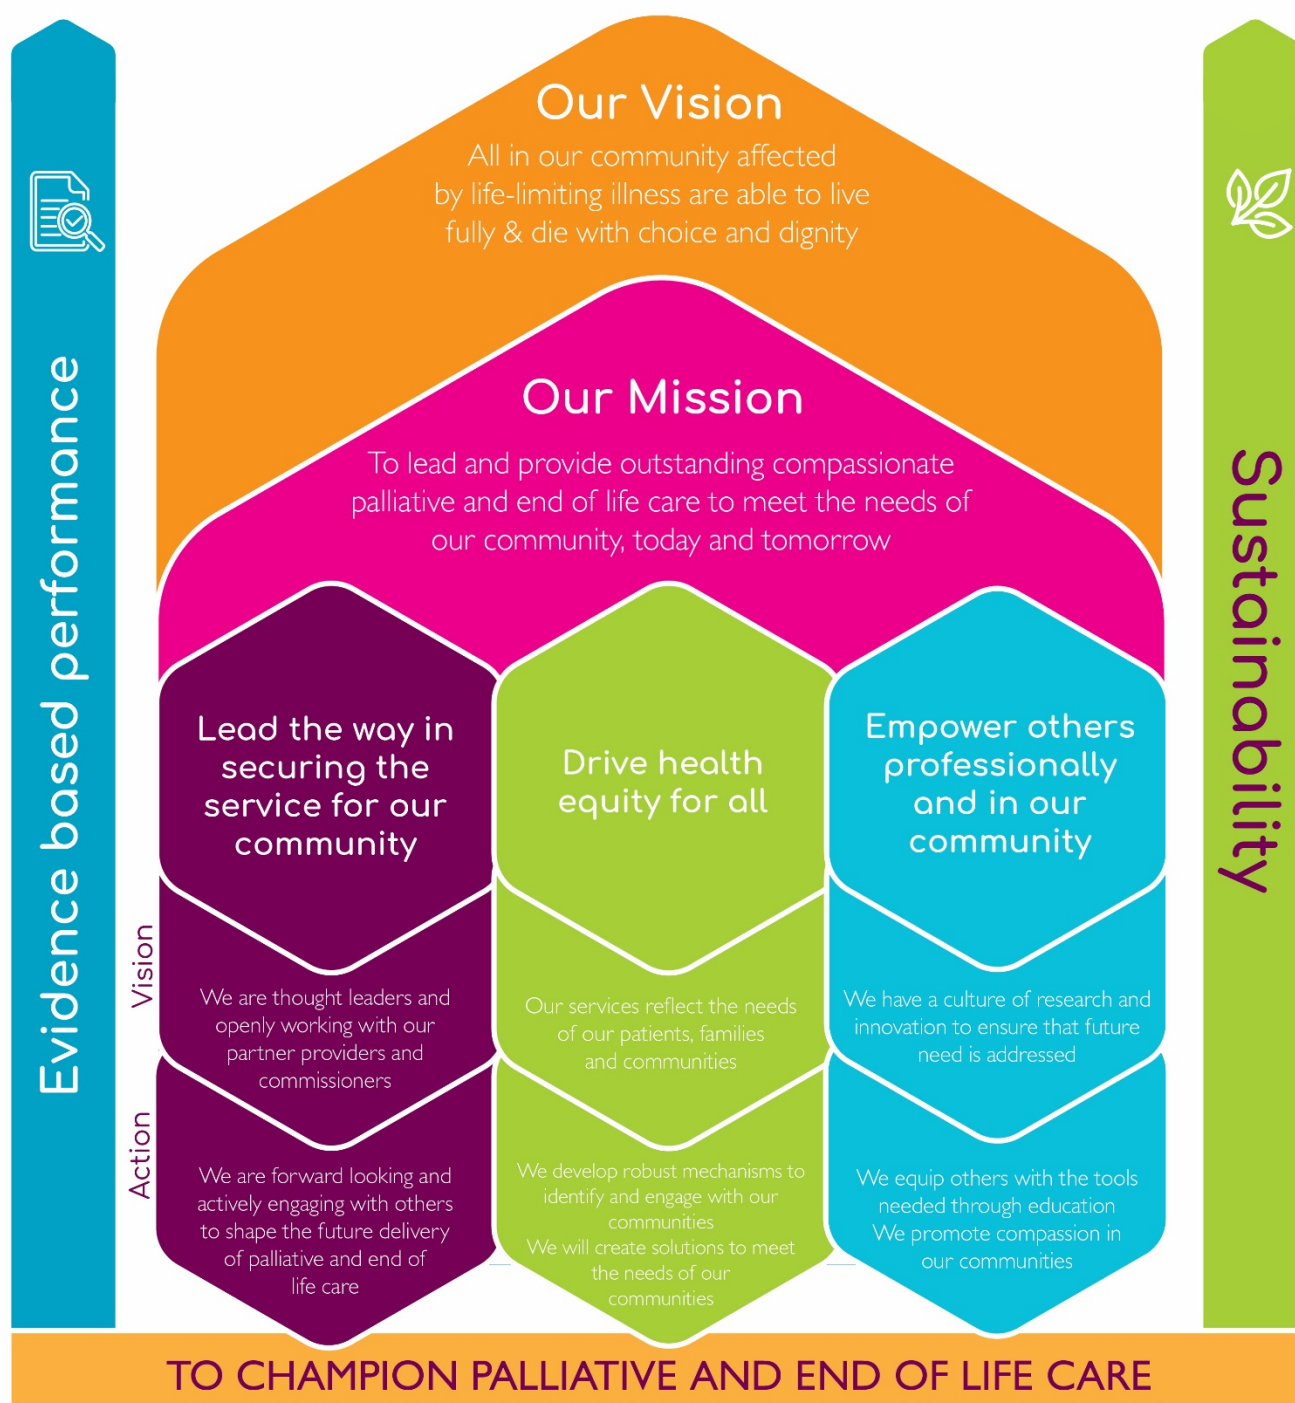 Our Vision
All in our community affected
by life-limiting illness are able to live
fully & die with choice and dignity
Our Mission
To lead and provide outstanding compassionate
palliative and end of life care to meet the needs of
our community, today and tomorrow
Evidence based performance
Sustainability
Lead the way in
securing the
service for our
community
Drive health
equity for all
Empower others
professionally
and in our
community
Vision
We are thought leaders and
openly working with our
partner providers and
commissioners
Our services reflect the needs
of our patients, families
and communities
We have a culture of research and
innovation to ensure that future
need is addressed
Action
We are forward looking and
actively engaging with others
to shape the future delivery
of palliative and end of
life care
We develop robust mechanisms to
identify and engage with our
communities
We will create solutions to meet
the needs of our
communities
We equip others with the tools
needed through education
We promote compassion in
our communities
TO CHAMPION PALLIATIVE AND END OF LIFE CARE